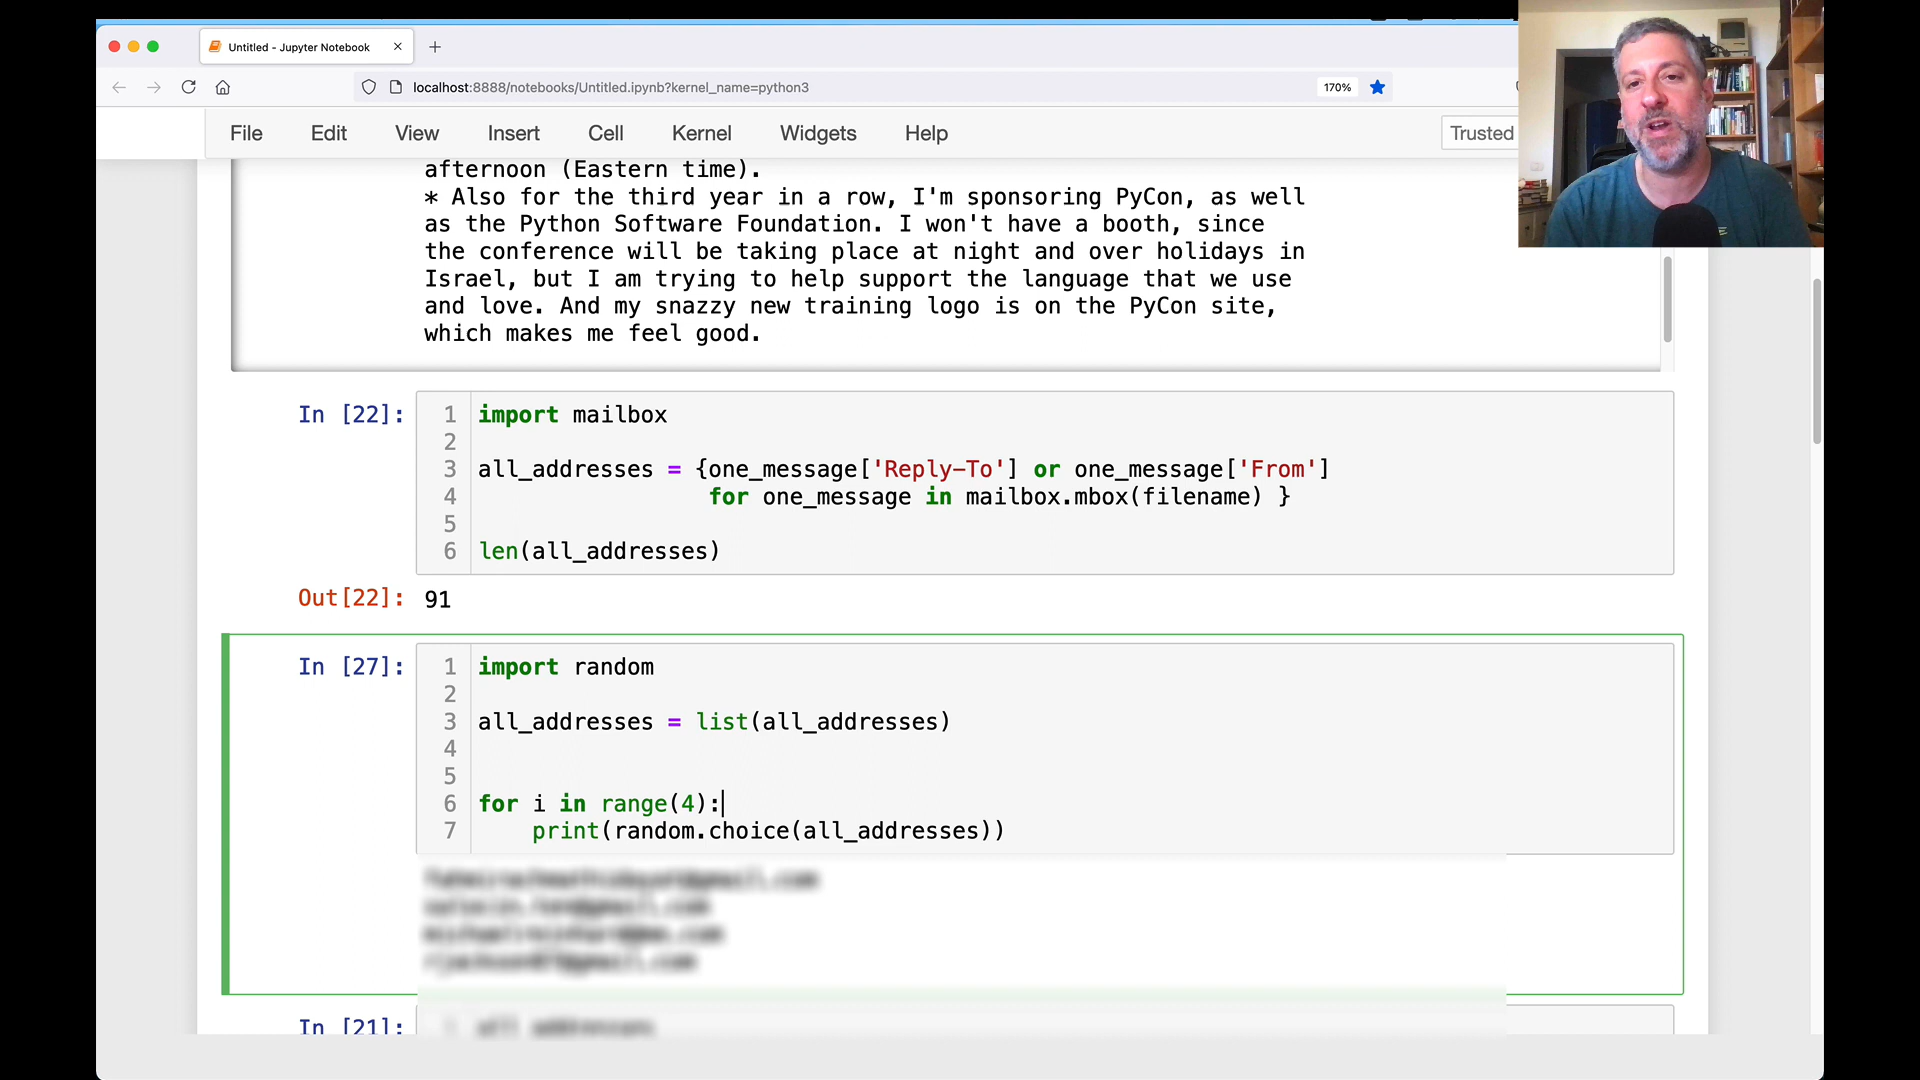 Untitled - Jupyter Notebook
localhost:8888/notebooks/Untitled.ipynb?kernel_name=python3
170%
File Edit View Insert Cell Kernel Widgets Help
Trusted
afternoon (Eastern time).
* Also for the third year in a row, I'm sponsoring PyCon, as well
as the Python Software Foundation. I won't have a booth, since
the conference will be taking place at night and over holidays in
Israel, but I am trying to help support the language that we use
and love. And my snazzy new training logo is on the PyCon site,
which makes me feel good.
In [22]:
1 import mailbox
2
3 all_addresses = {one_message['Reply-To'] or one_message['From']
4 for one_message in mailbox.mbox(filename) }
5
6 len(all_addresses)
Out[22]: 91
In [27]:
1 import random
2
3 all_addresses = list(all_addresses)
4
5
6 for i in range(4):
7 print(random.choice(all_addresses))
In [21]: